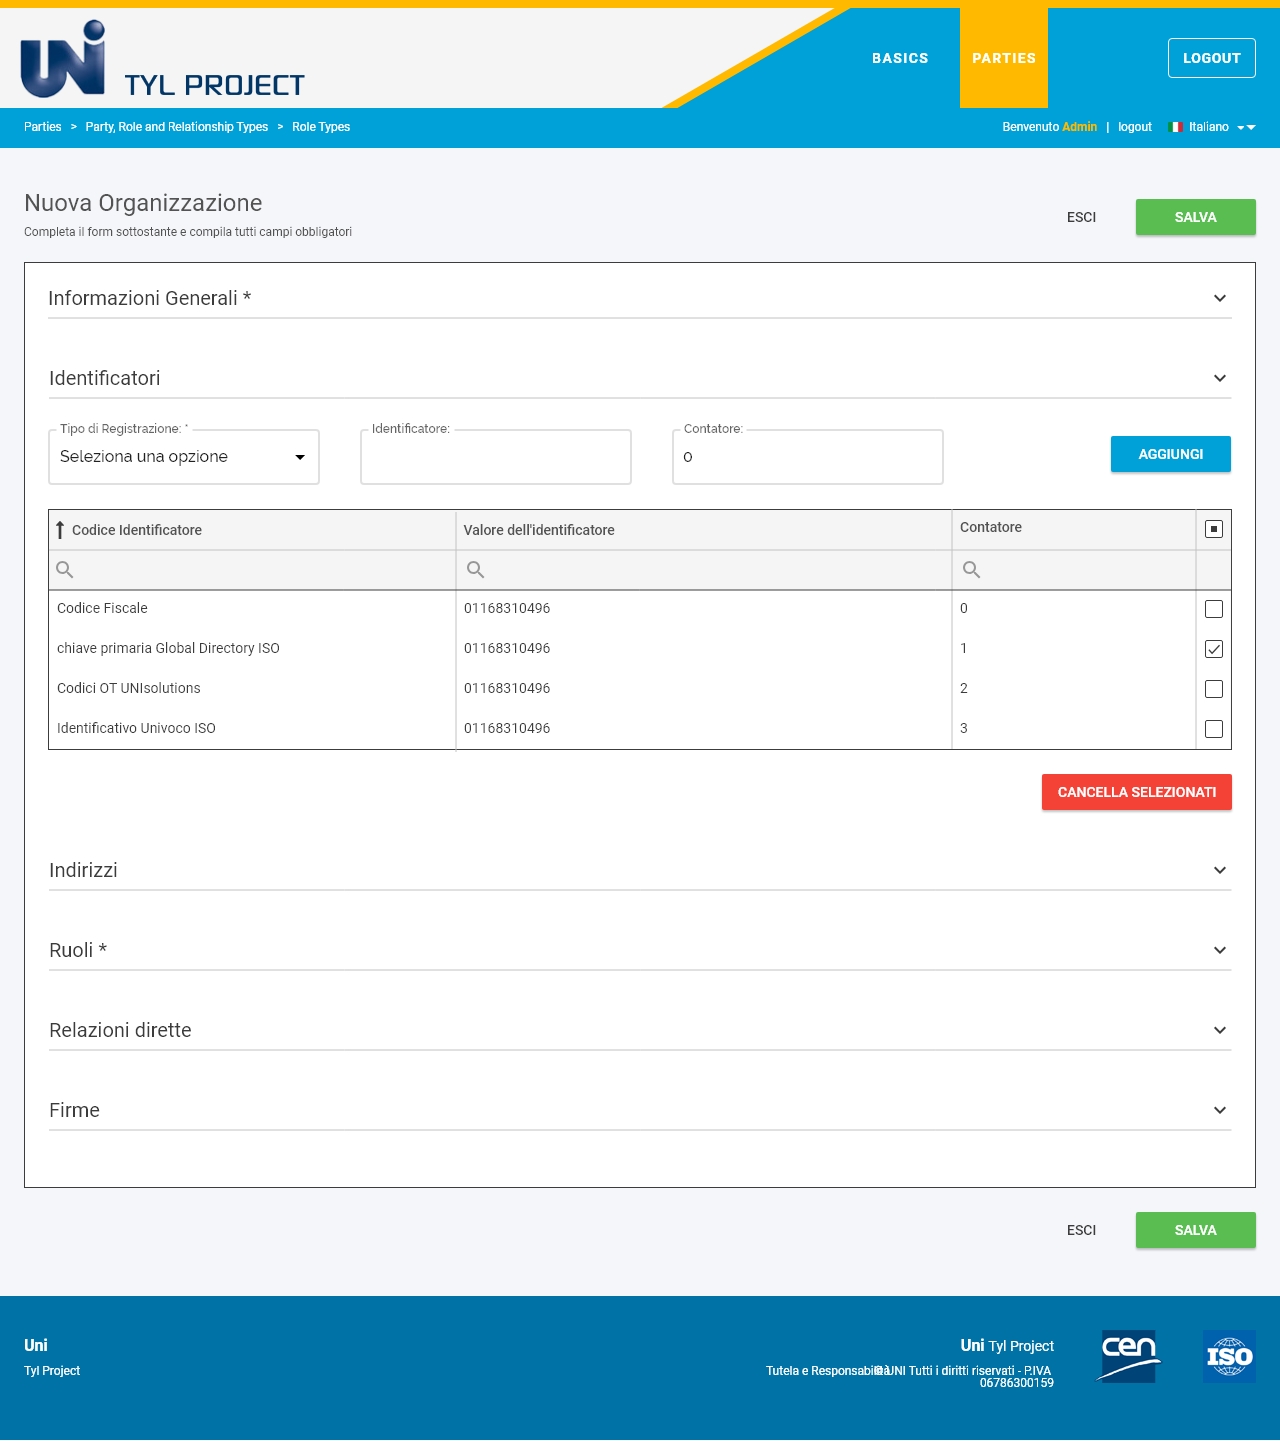 UNI TYL PROJECT
BASICS PARTIES LOGOUT
Parties > Party, Role and Relationship Types > Role Types
Benvenuto Admin | logout Italiano
Nuova Organizzazione
Completa il form sottostante e compila tutti campi obbligatori
ESCI SALVA
Informazioni Generali *
Identificatori
Tipo di Registrazione: * Identificatore: Contatore:
Seleziona una opzione 0
AGGIUNGI
Codice Identificatore Valore dell'identificatore Contatore
Codice Fiscale 01168310496 0
chiave primaria Global Directory ISO 01168310496 1
Codici OT UNIsolutions 01168310496 2
Identificativo Univoco ISO 01168310496 3
CANCELLA SELEZIONATI
Indirizzi
Ruoli *
Relazioni dirette
Firme
ESCI SALVA
Uni
Tyl Project
Uni Tyl Project
Tutela e Responsabilità © UNI Tutti i diritti riservati - P.IVA
06786300159
cen
ISO